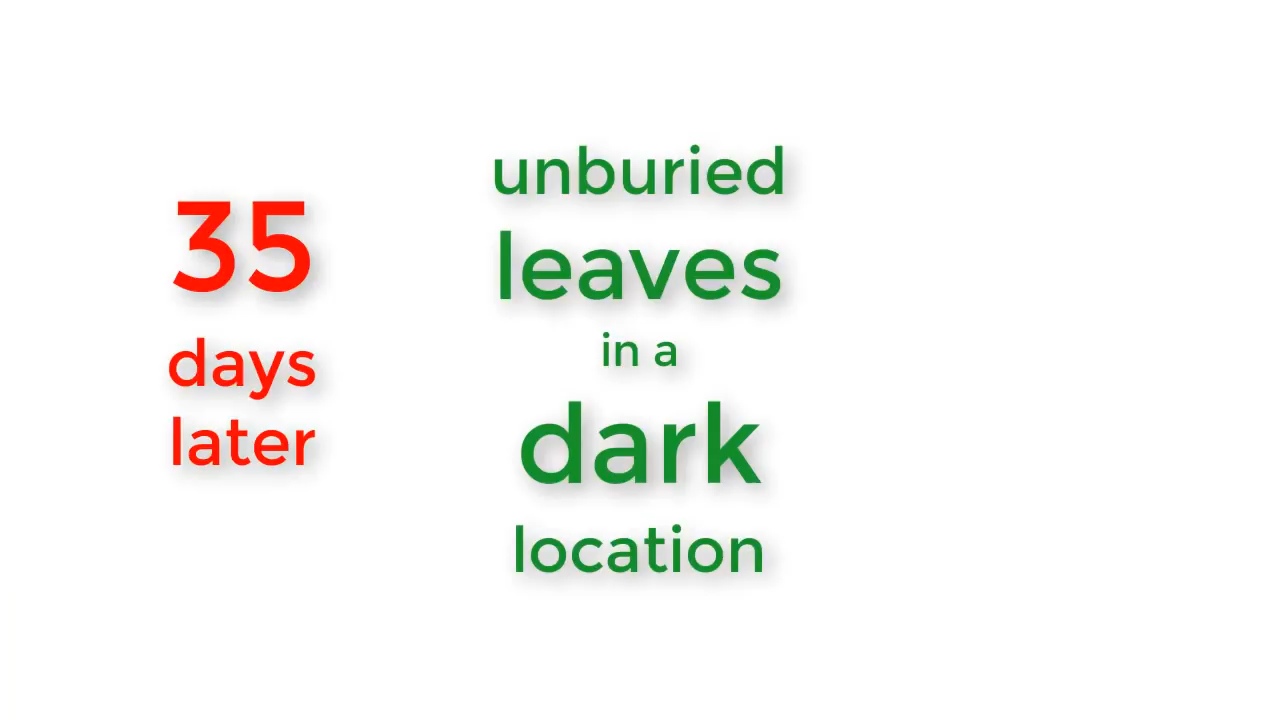 35
days
later
unburied
leaves
in a
dark
location